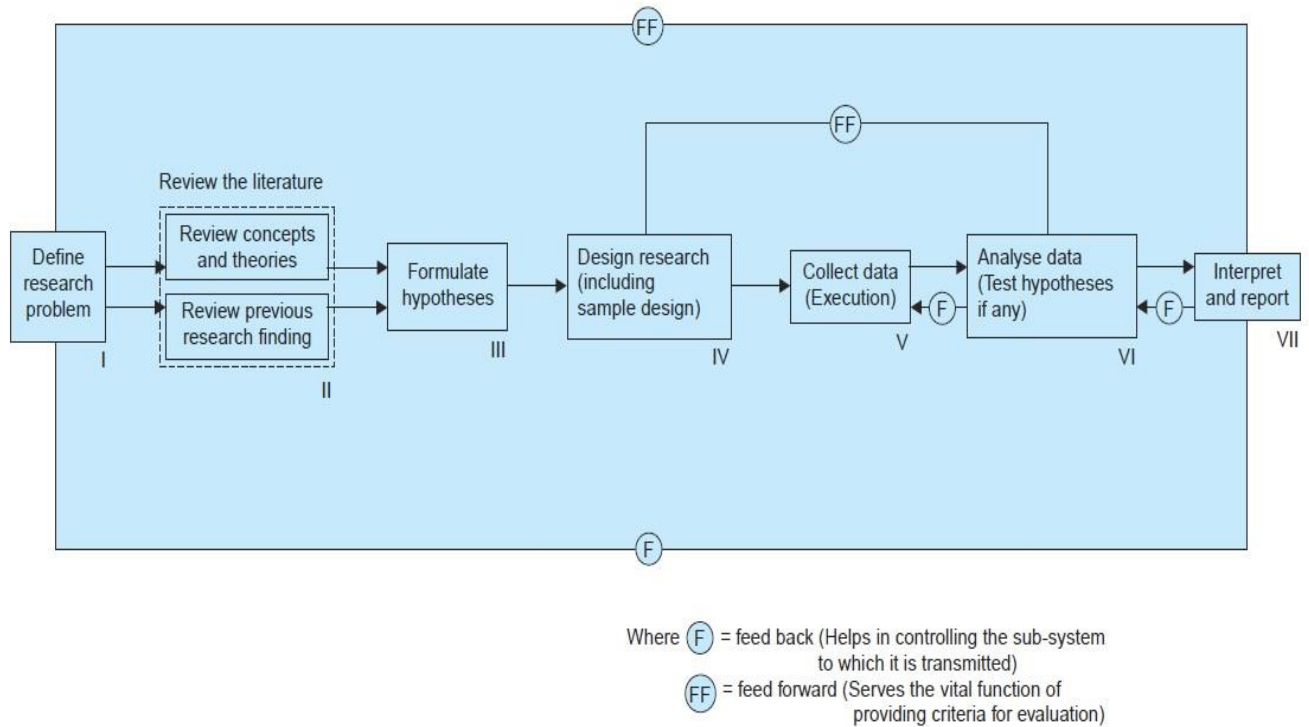 FF
FF
Review the literature
Define
research
problem
I
Review concepts
and theories
Review previous
research finding
II
Formulate
hypotheses
III
Design research
(including
sample design)
IV
Collect data
(Execution)
V
F
Analyse data
(Test hypotheses
if any)
VI
F
Interpret
and report
VII
F
Where F = feed back (Helps in controlling the sub-system
to which it is transmitted)
FF = feed forward (Serves the vital function of
providing criteria for evaluation)